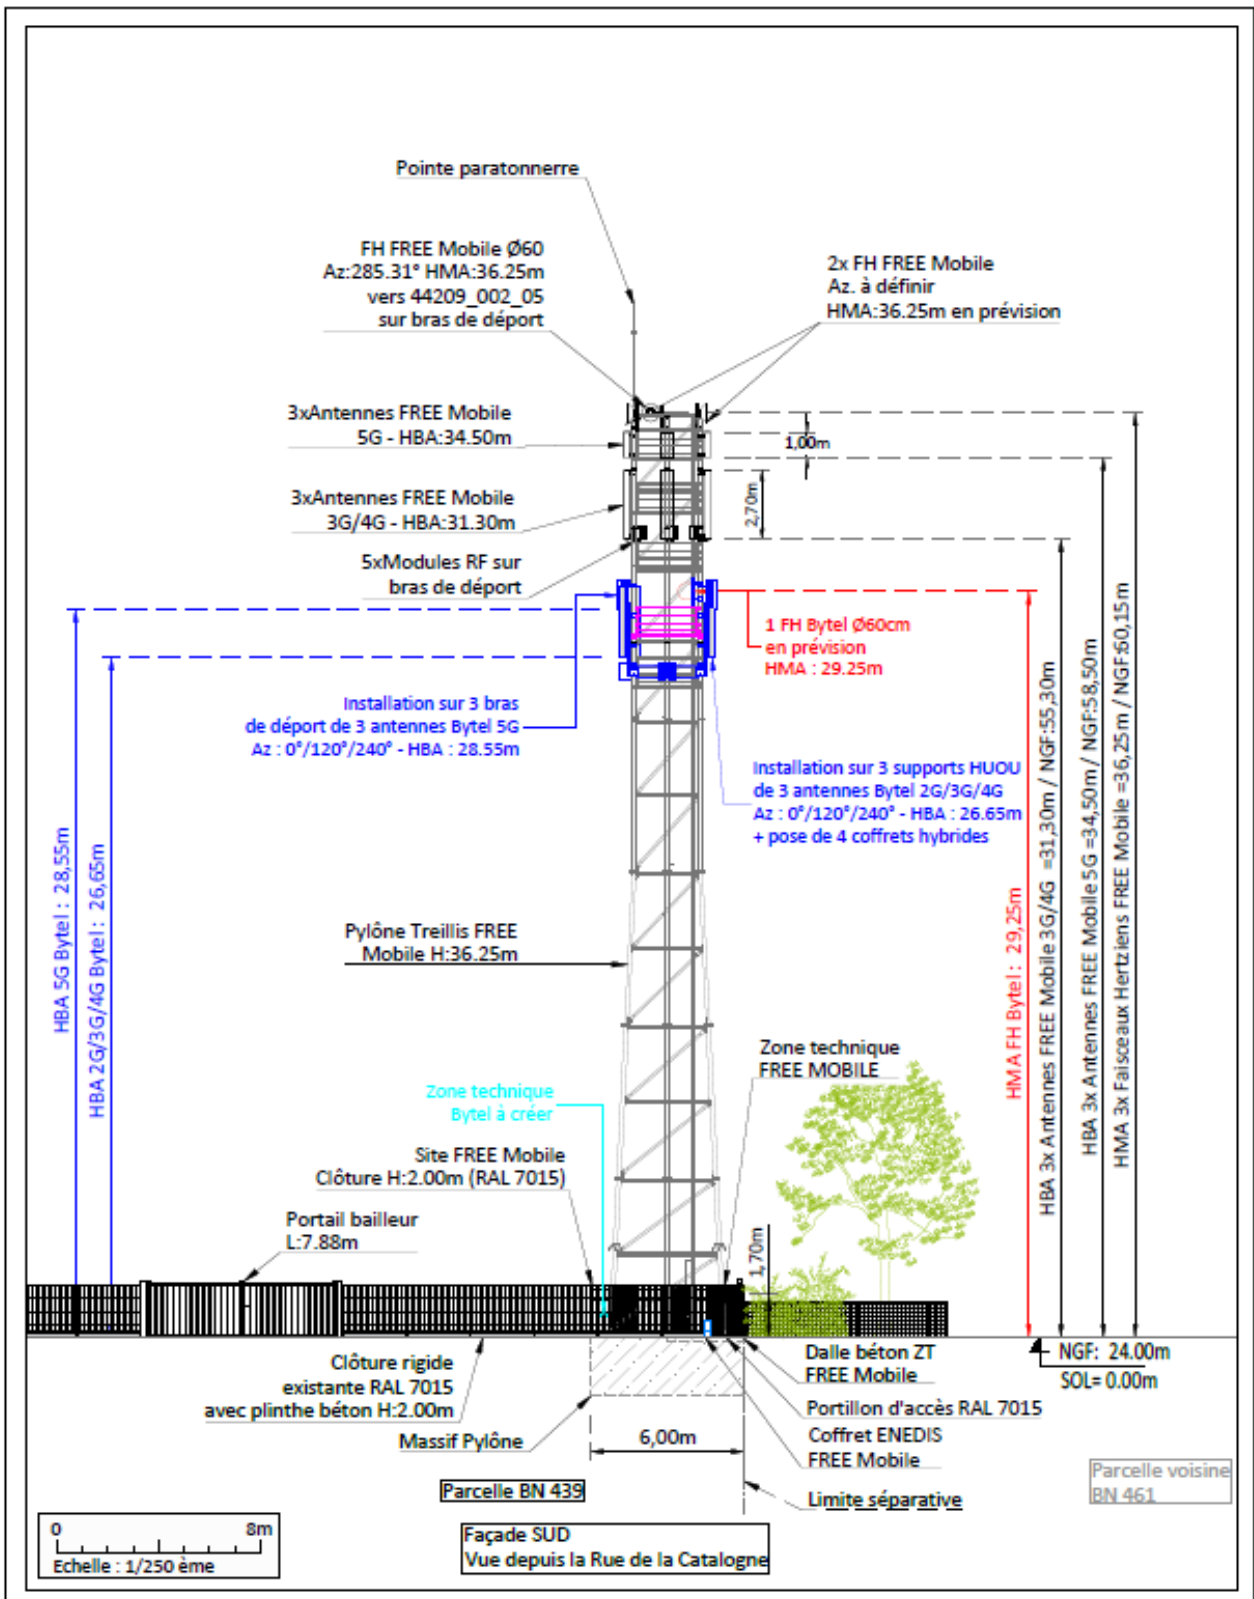 Pointe paratonnerre
FH FREE Mobile Ø60
Az:285.31° HMA:36.25m
vers 44209_002_05
sur bras de déport
2x FH FREE Mobile
Az. à définir
HMA:36.25m en prévision
3xAntennes FREE Mobile
5G - HBA:34.50m
1,00m
3xAntennes FREE Mobile
3G/4G - HBA:31.30m
2,70m
5xModules RF sur
bras de déport
1 FH Bytel Ø60cm
en prévision
HMA : 29.25m
Installation sur 3 bras
de déport de 3 antennes Bytel 5G
Az : 0°/120°/240° - HBA : 28.55m
Installation sur 3 supports HUOU
de 3 antennes Bytel 2G/3G/4G
Az : 0°/120°/240° - HBA : 26.65m
+ pose de 4 coffrets hybrides
HBA 5G Bytel : 28,55m
HBA 2G/3G/4G Bytel : 26,65m
HMA FH Bytel : 29,25m
HBA 3x Antennes FREE Mobile 3G/4G =31,30m / NGF:55,30m
HBA 3x Antennes FREE Mobile 5G =34,50m / NGF:58,50m
HMA 3x Faisceaux Hertziens FREE Mobile =36,25m / NGF:60,15m
Pylône Treillis FREE
Mobile H:36.25m
Zone technique
FREE MOBILE
Zone technique
Bytel à créer
Site FREE Mobile
Clôture H:2.00m (RAL 7015)
Portail bailleur
L:7.88m
1,70m
Clôture rigide
existante RAL 7015
avec plinthe béton H:2.00m
Massif Pylône
6,00m
Dalle béton ZT
FREE Mobile
Portillon d'accès RAL 7015
Coffret ENEDIS
FREE Mobile
Limite séparative
NGF: 24.00m
SOL= 0.00m
Parcelle BN 439
Parcelle voisine
BN 461
Façade SUD
Vue depuis la Rue de la Catalogne
0 8m
Echelle : 1/250 ème